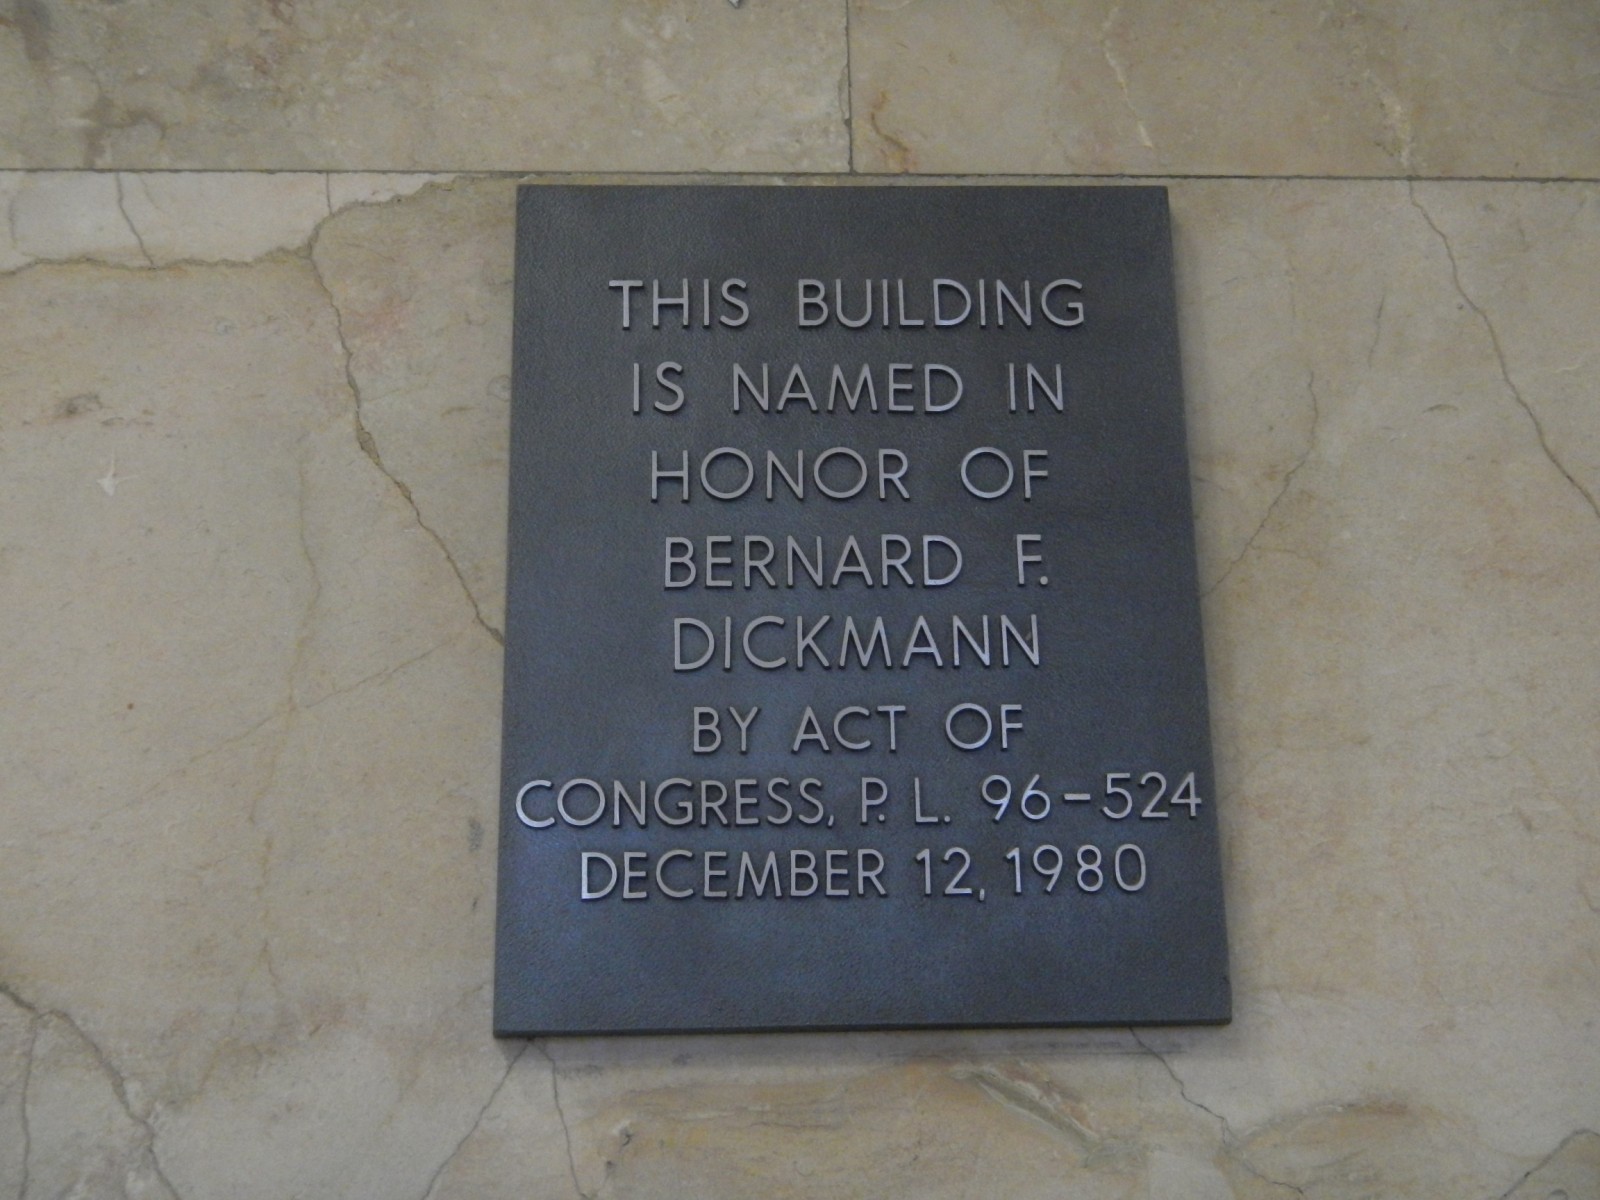 THIS BUILDING
IS NAMED IN
HONOR OF
BERNARD F.
DICKMANN
BY ACT OF
CONGRESS, P. L. 96-524
DECEMBER 12, 1980